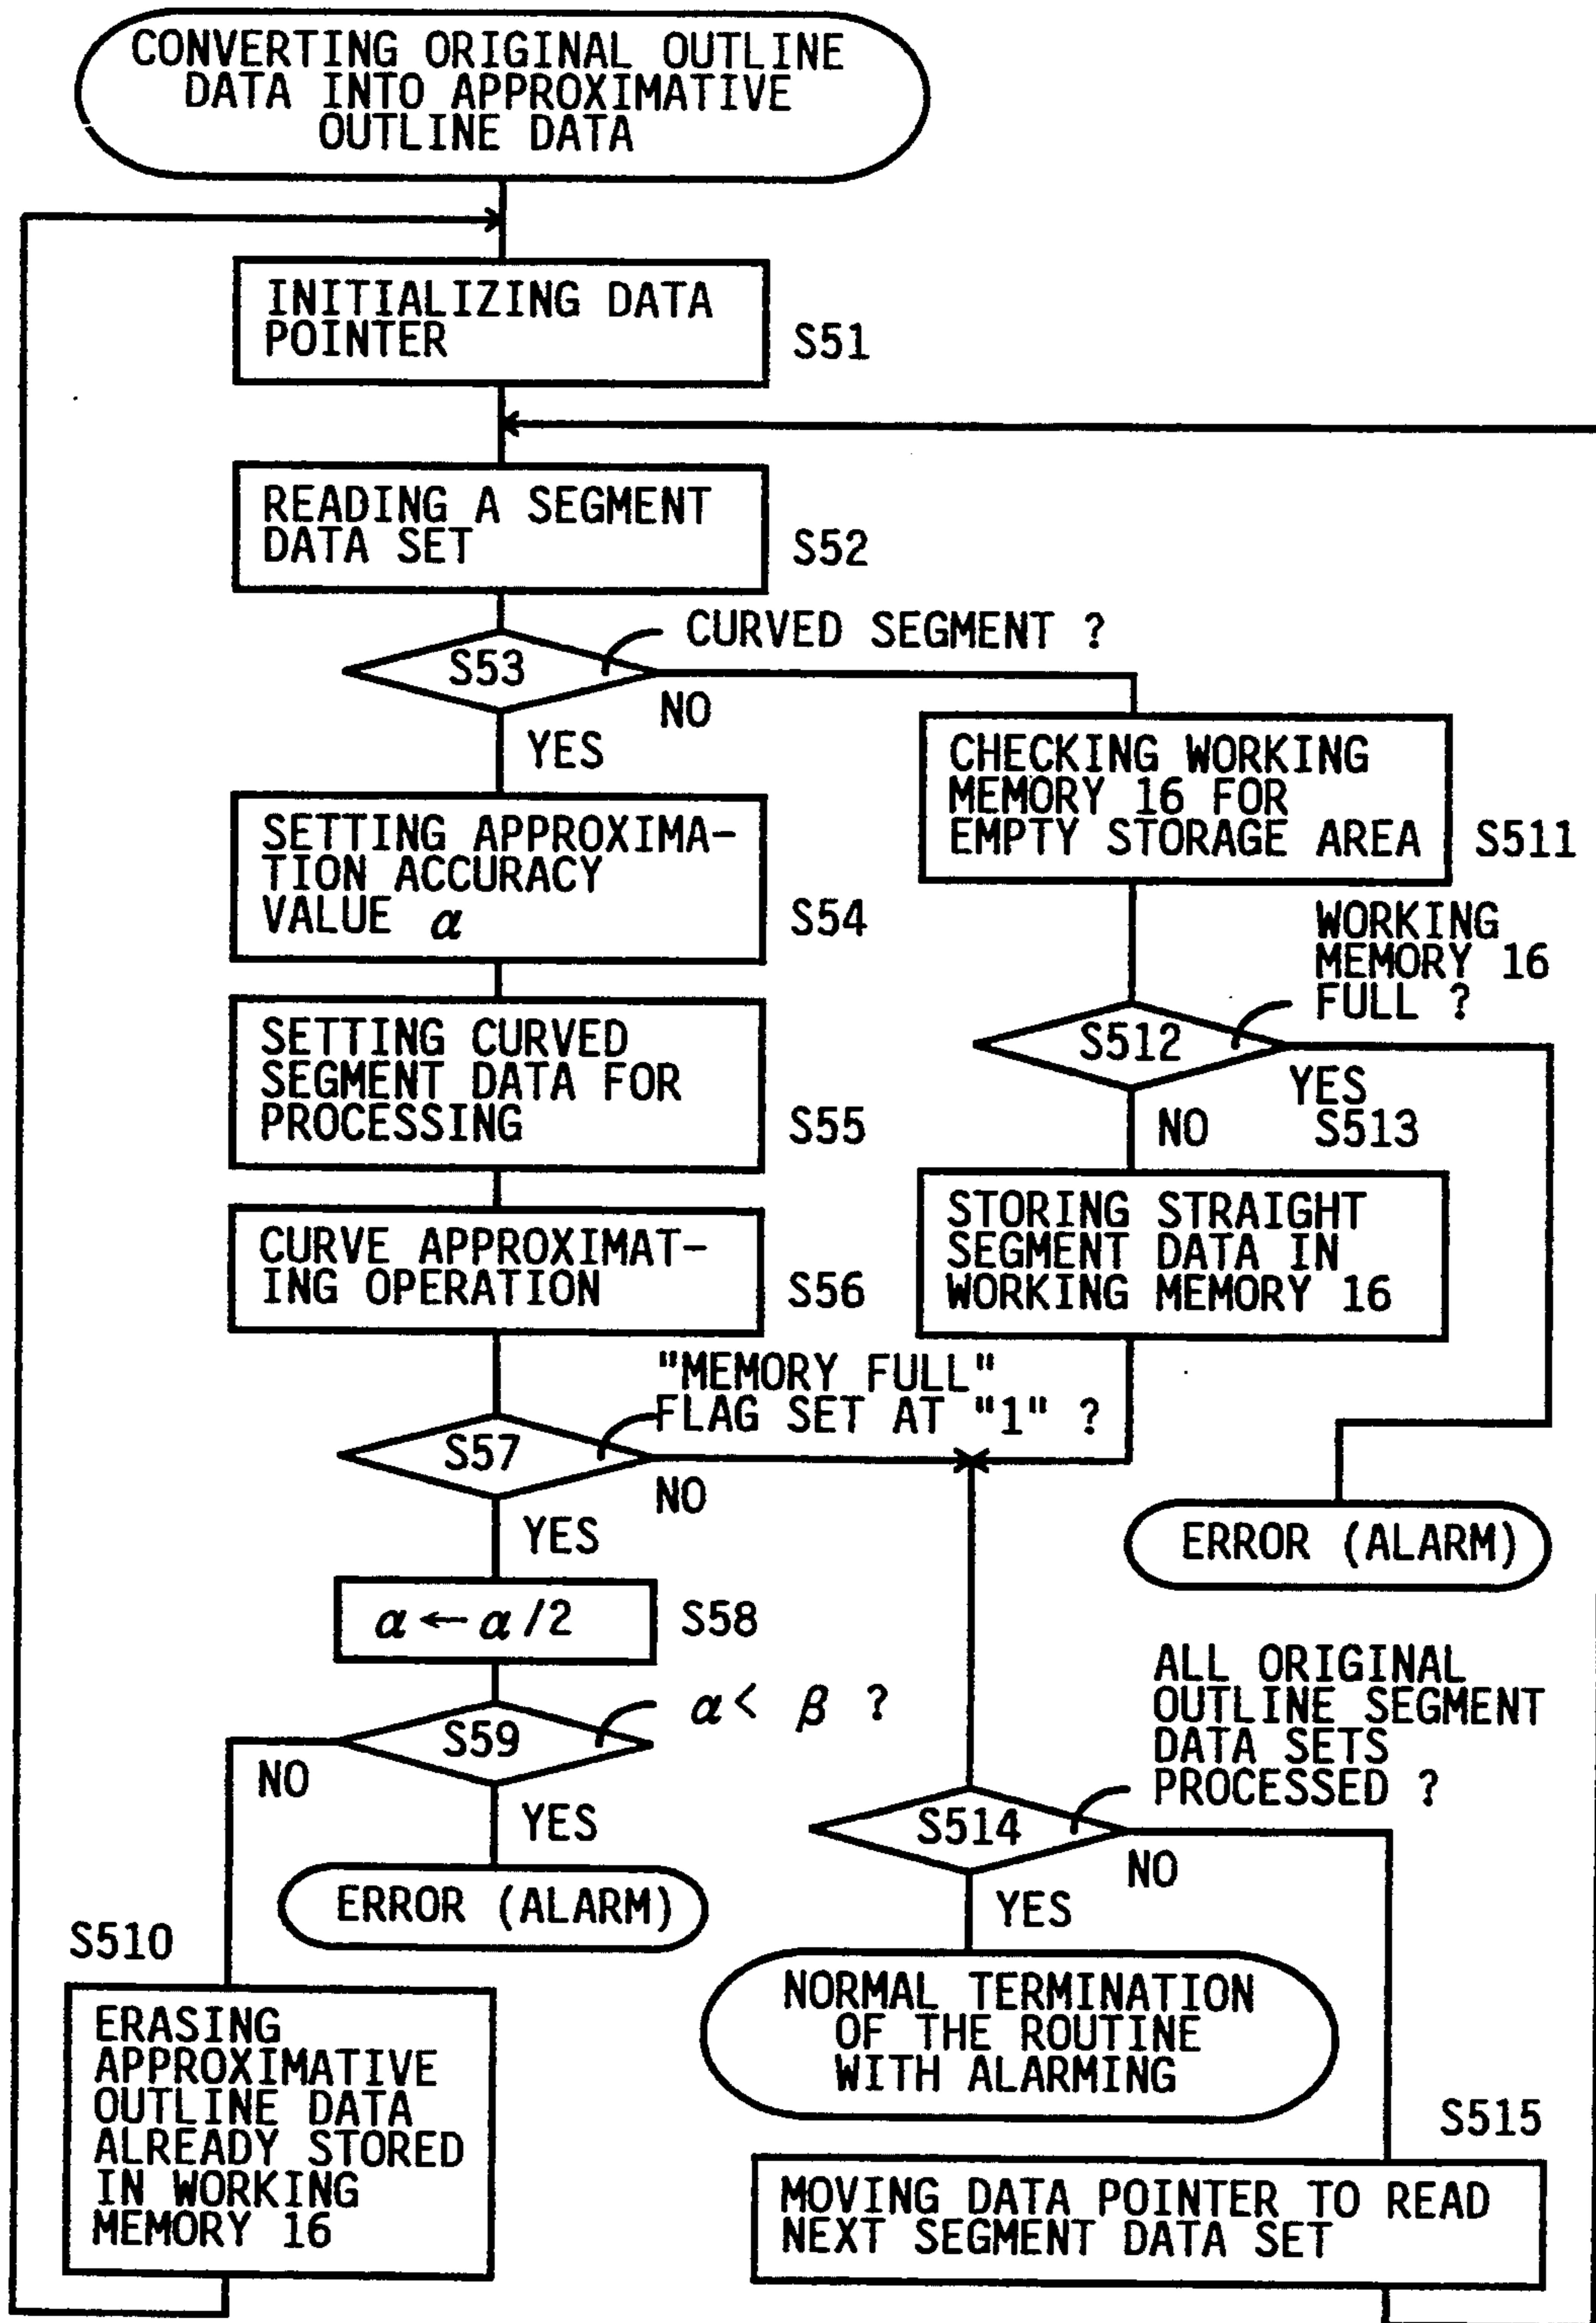 CONVERTING ORIGINAL OUTLINE
DATA INTO APPROXIMATIVE
OUTLINE DATA
INITIALIZING DATA
POINTER
S51
READING A SEGMENT
DATA SET
S52
CURVED SEGMENT ?
S53
NO
YES
SETTING APPROXIMA-
TION ACCURACY
VALUE α
S54
SETTING CURVED
SEGMENT DATA FOR
PROCESSING
S55
CURVE APPROXIMAT-
ING OPERATION
S56
"MEMORY FULL"
FLAG SET AT "1" ?
S57
NO
YES
α ← α/2
S58
α < β ?
S59
NO
YES
ERROR (ALARM)
S510
ERASING
APPROXIMATIVE
OUTLINE DATA
ALREADY STORED
IN WORKING
MEMORY 16
CHECKING WORKING
MEMORY 16 FOR
EMPTY STORAGE AREA
S511
WORKING
MEMORY 16
FULL ?
S512
YES
NO
S513
STORING STRAIGHT
SEGMENT DATA IN
WORKING MEMORY 16
ERROR (ALARM)
ALL ORIGINAL
OUTLINE SEGMENT
DATA SETS
PROCESSED ?
S514
NO
YES
NORMAL TERMINATION
OF THE ROUTINE
WITH ALARMING
S515
MOVING DATA POINTER TO READ
NEXT SEGMENT DATA SET